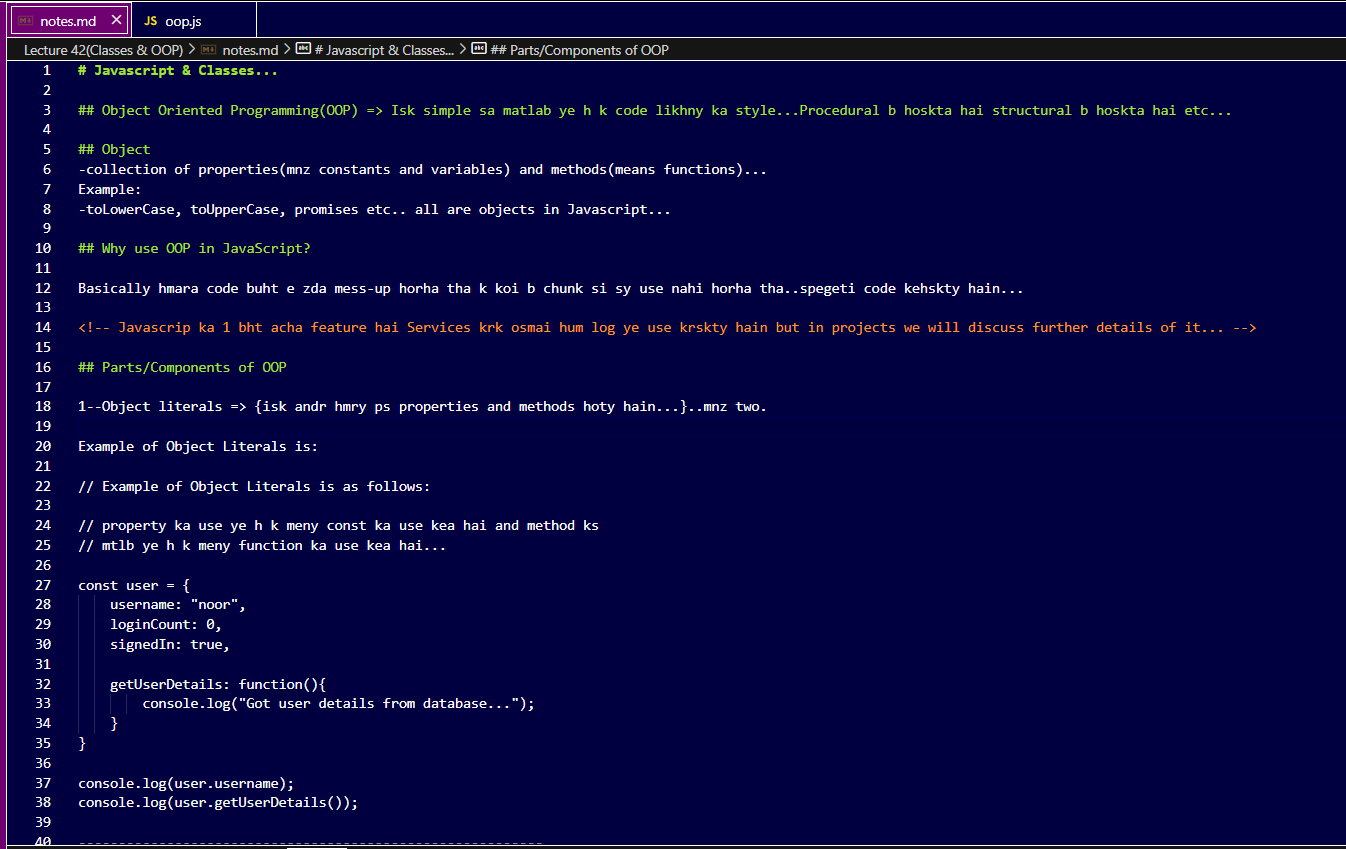 notes.md
JS oop.js
Lecture 42(Classes & OOP) > notes.md > # Javascript & Classes... > ## Parts/Components of OOP
1 # Javascript & Classes...
2
3 ## Object Oriented Programming(OOP) => Isk simple sa matlab ye h k code likhny ka style...Procedural b hoskta hai structural b hoskta hai etc...
4
5 ## Object
6 -collection of properties(mnz constants and variables) and methods(means functions)...
7 Example:
8 -toLowerCase, toUpperCase, promises etc.. all are objects in Javascript...
9
10 ## Why use OOP in JavaScript?
11
12 Basically hmara code buht e zda mess-up horha tha k koi b chunk si sy use nahi horha tha..spegeti code kehskty hain...
13
14 <!-- Javascrip ka 1 bht acha feature hai Services krk osmai hum log ye use krskty hain but in projects we will discuss further details of it... -->
15
16 ## Parts/Components of OOP
17
18 1--Object literals => {isk andr hmry ps properties and methods hoty hain...}..mnz two.
19
20 Example of Object Literals is:
21
22 // Example of Object Literals is as follows:
23
24 // property ka use ye h k meny const ka use kea hai and method ks
25 // mtlb ye h k meny function ka use kea hai...
26
27 const user = {
28     username: "noor",
29     loginCount: 0,
30     signedIn: true,
31
32     getUserDetails: function(){
33         console.log("Got user details from database...");
34     }
35 }
36
37 console.log(user.username);
38 console.log(user.getUserDetails());
39
40 ----------------------------------------------------------